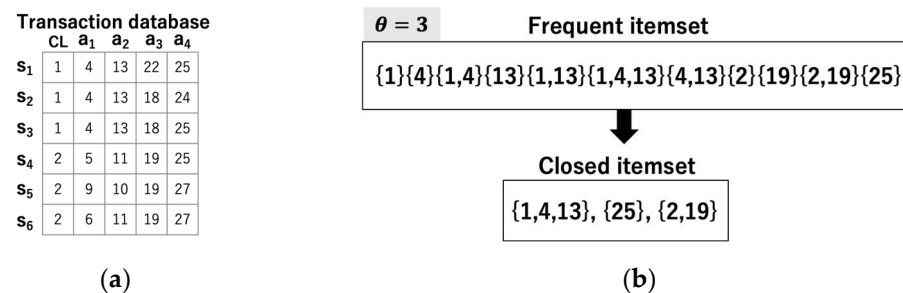 Transaction database
CL a₁ a₂ a₃ a₄
s₁ 1 4 13 22 25
s₂ 1 4 13 18 24
s₃ 1 4 13 18 25
s₄ 2 5 11 19 25
s₅ 2 9 10 19 27
s₆ 2 6 11 19 27
(a)
θ = 3
Frequent itemset
{1}{4}{1,4}{13}{1,13}{1,4,13}{4,13}{2}{19}{2,19}{25}
Closed itemset
{1,4,13}, {25}, {2,19}
(b)